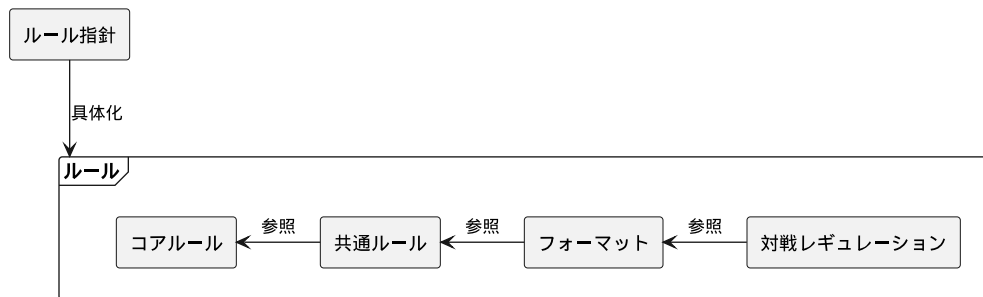 ルール指針
具体化
ルール
コアルール
参照
共通ルール
参照
フォーマット
参照
対戦レギュレーション